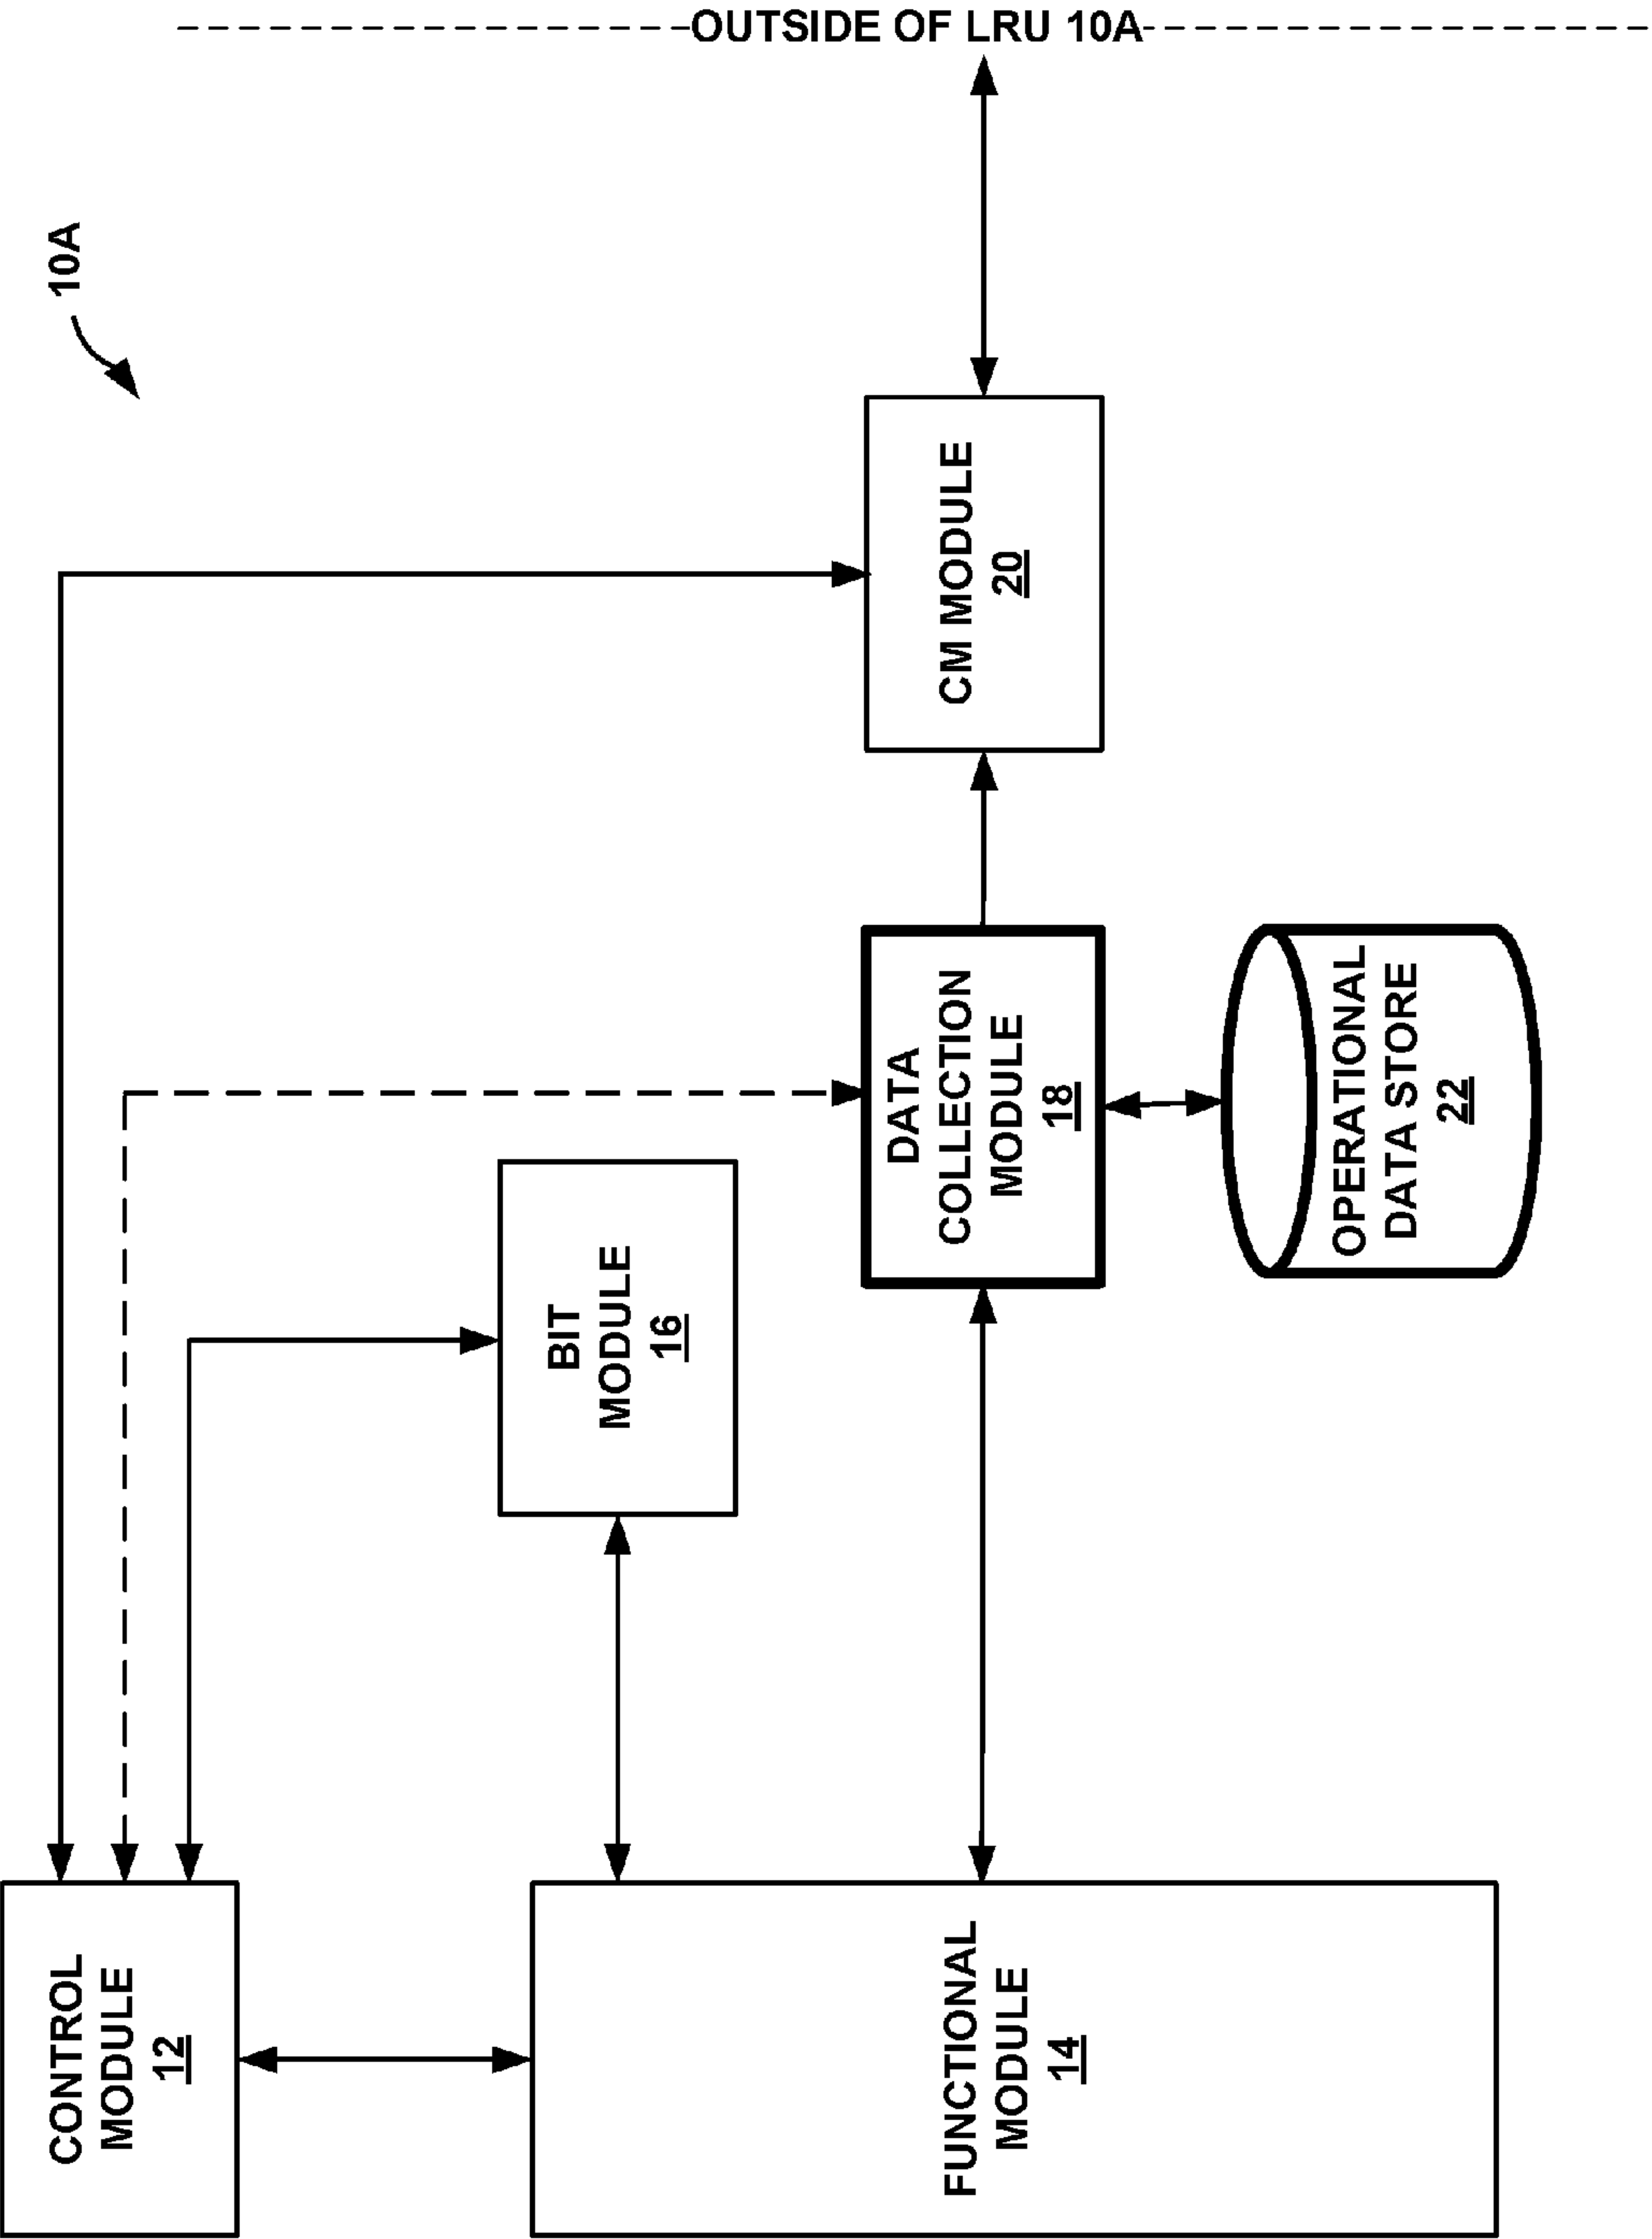 OUTSIDE OF LRU 10A
10A
CONTROL
MODULE
12
FUNCTIONAL
MODULE
14
BIT
MODULE
16
DATA
COLLECTION
MODULE
18
CM MODULE
20
OPERATIONAL
DATA STORE
22